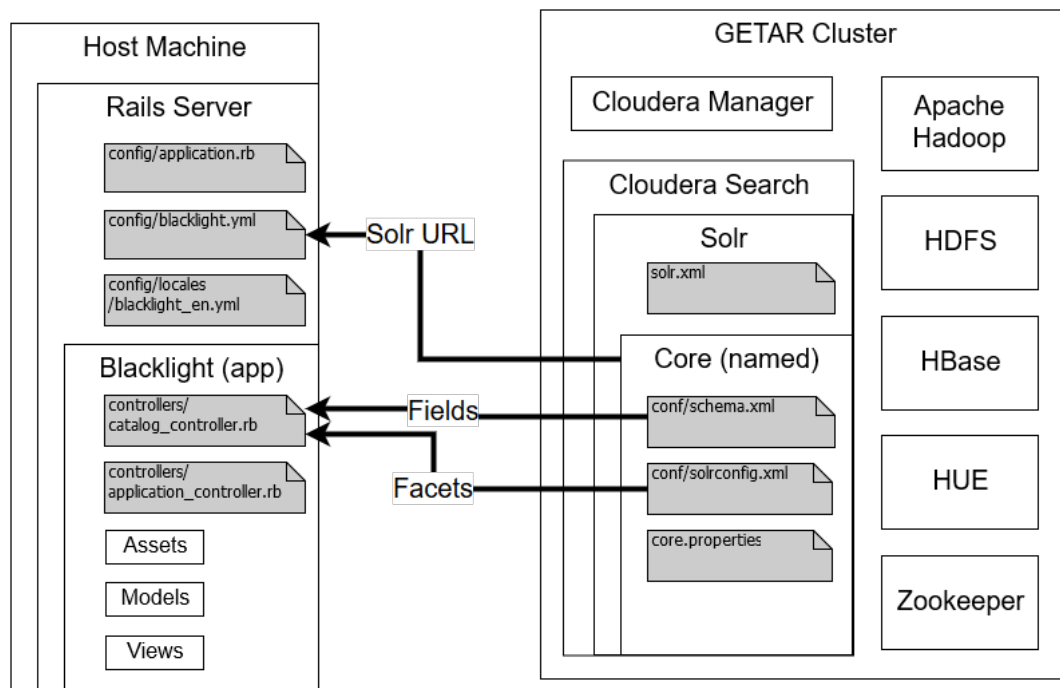 Host Machine
Rails Server
config/application.rb
config/blacklight.yml
config/locales
/blacklight_en.yml
Blacklight (app)
controllers/
catalog_controller.rb
controllers/
application_controller.rb
Assets
Models
Views
Solr URL
Fields
Facets
GETAR Cluster
Cloudera Manager
Cloudera Search
Solr
solr.xml
Core (named)
conf/schema.xml
conf/solrconfig.xml
core.properties
Apache
Hadoop
HDFS
HBase
HUE
Zookeeper